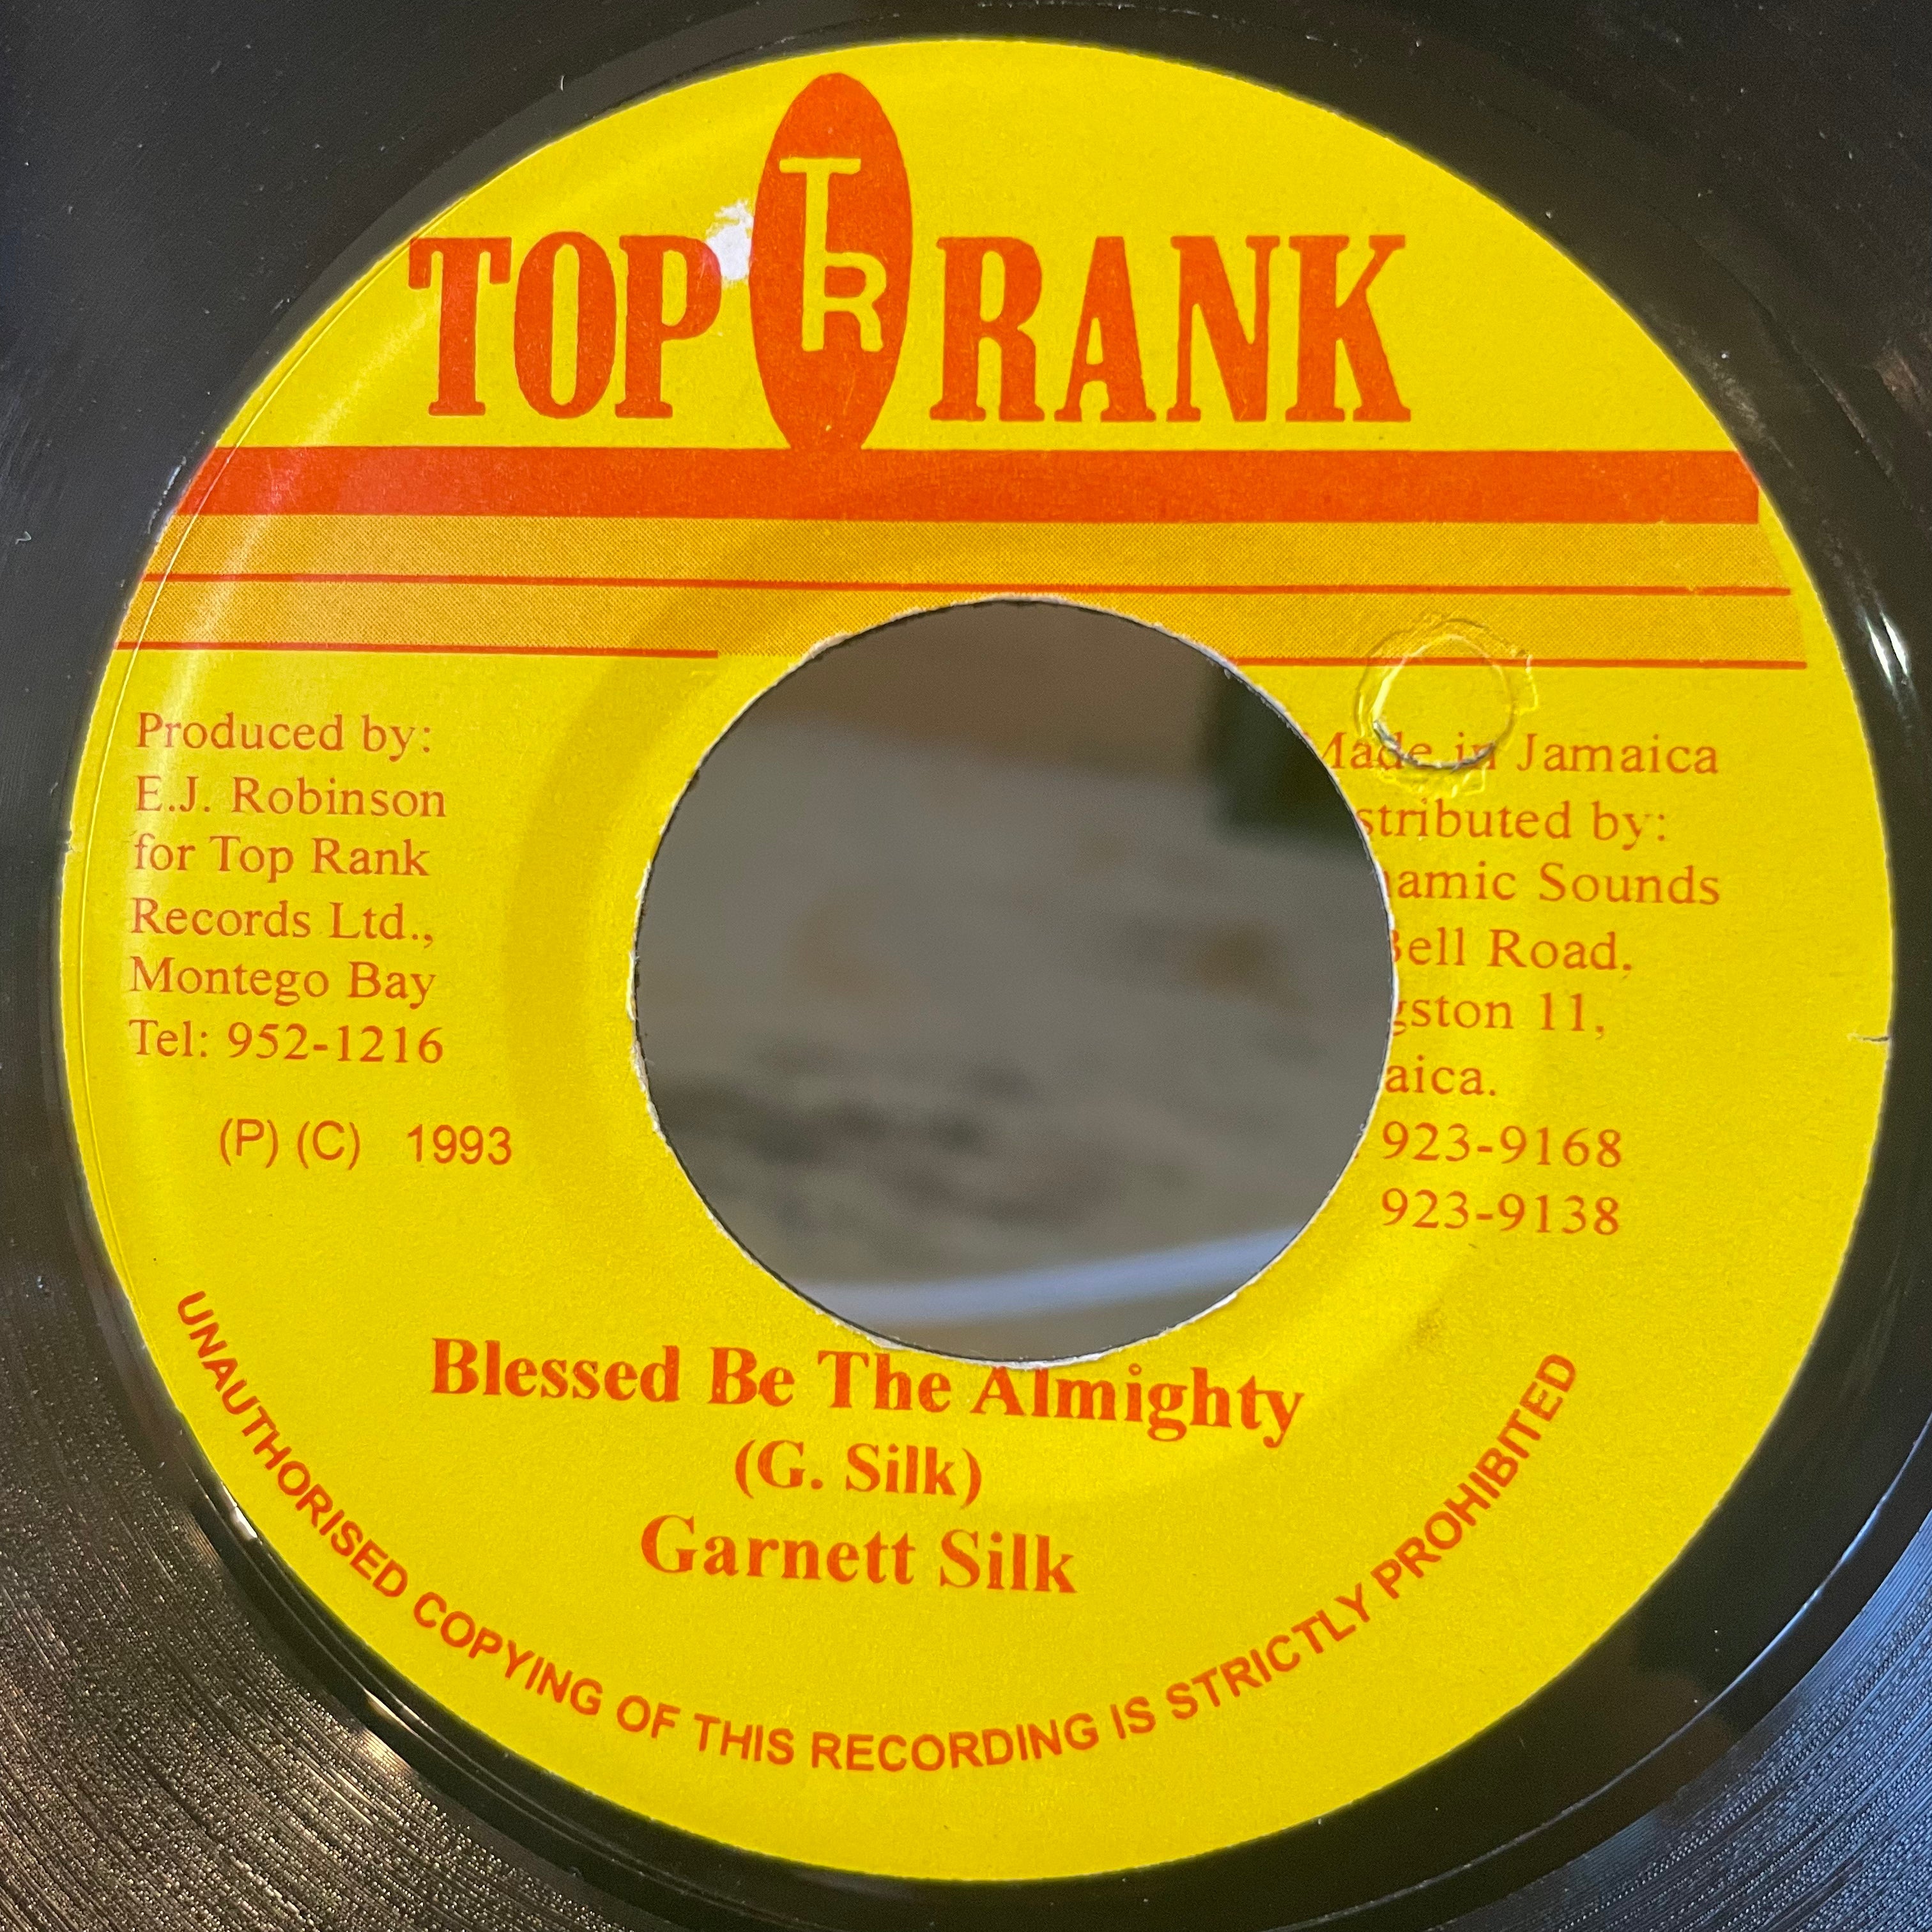 TOP TR RANK
Produced by:
E.J. Robinson
for Top Rank
Records Ltd.,
Montego Bay
Tel: 952-1216
(P) (C) 1993
Made in Jamaica
stributed by:
namic Sounds
Bell Road,
gston 11,
aica.
923-9168
923-9138
Blessed Be The Almighty
(G. Silk)
Garnett Silk
UNAUTHORISED COPYING OF THIS RECORDING IS STRICTLY PROHIBITED